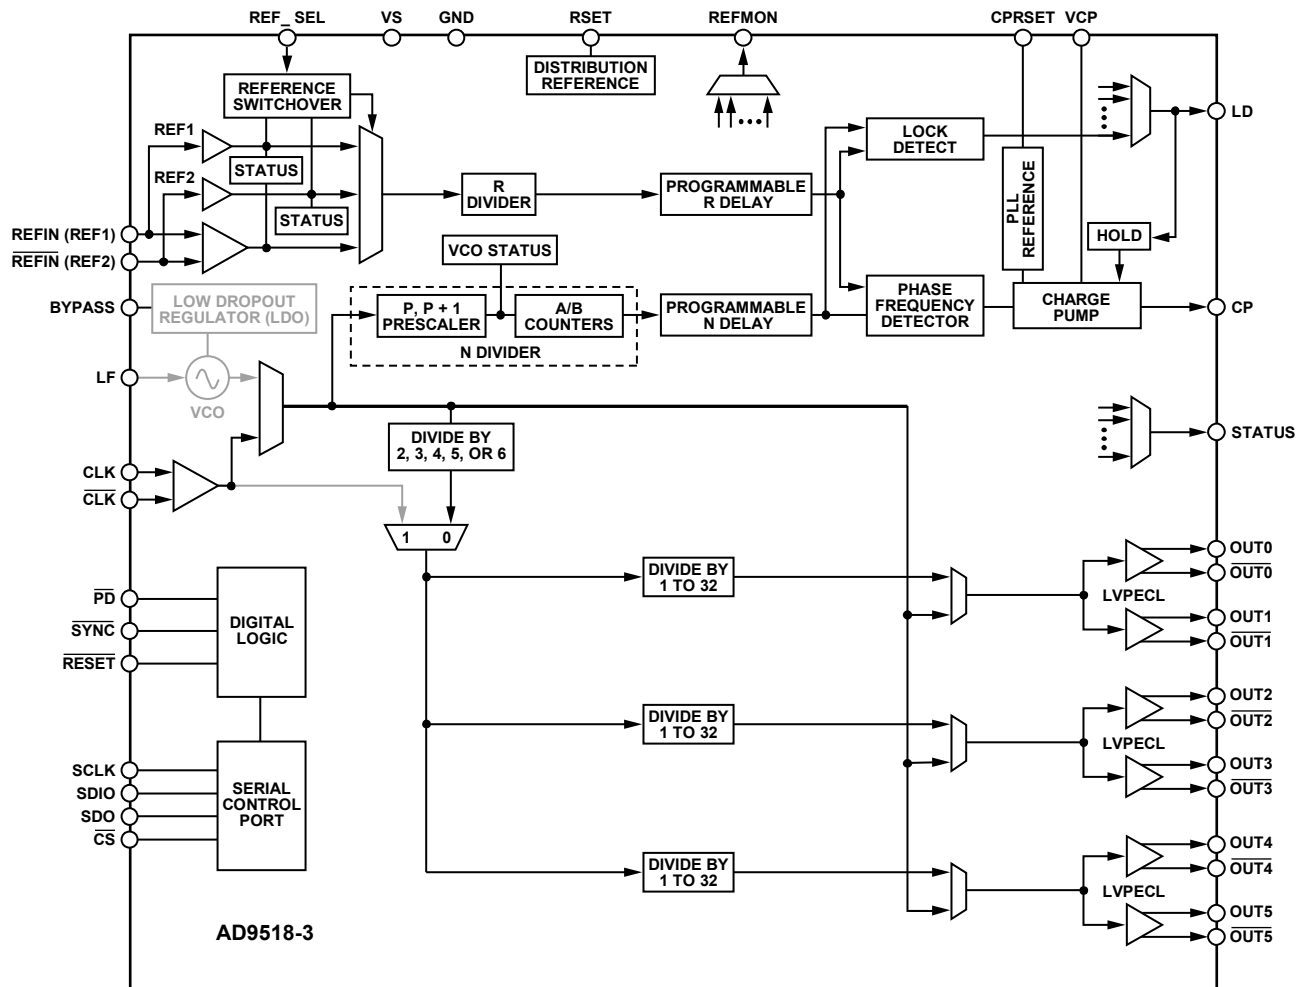 REF_SEL VS GND RSET REFMON CPRSET VCP
DISTRIBUTION
REFERENCE
REFERENCE
SWITCHOVER
REF1
STATUS
REF2
STATUS
R
DIVIDER
PROGRAMMABLE
R DELAY
LOCK
DETECT
PLL
REFERENCE
LD
HOLD
REFIN (REF1)
REFIN (REF2)
VCO STATUS
BYPASS
LOW DROPOUT
REGULATOR (LDO)
P, P + 1
PRESCALER
A/B
COUNTERS
N DIVIDER
PROGRAMMABLE
N DELAY
PHASE
FREQUENCY
DETECTOR
CHARGE
PUMP
CP
LF
VCO
DIVIDE BY
2, 3, 4, 5, OR 6
STATUS
CLK
CLK
1 0
PD
SYNC
RESET
DIGITAL
LOGIC
DIVIDE BY
1 TO 32
LVPECL
OUT0
OUT0
OUT1
OUT1
DIVIDE BY
1 TO 32
LVPECL
OUT2
OUT2
OUT3
OUT3
SCLK
SDIO
SDO
CS
SERIAL
CONTROL
PORT
DIVIDE BY
1 TO 32
LVPECL
OUT4
OUT4
OUT5
OUT5
AD9518-3